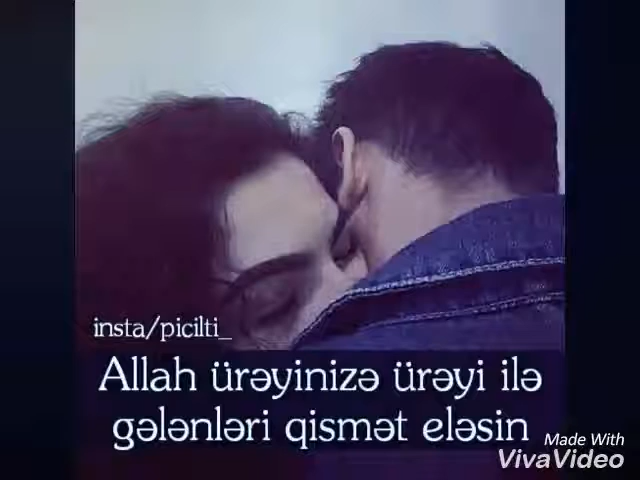 insta/picilti_
Allah ürəyinizə ürəyi ilə
gələnləri qismət eləsin
Made With
VivaVideo